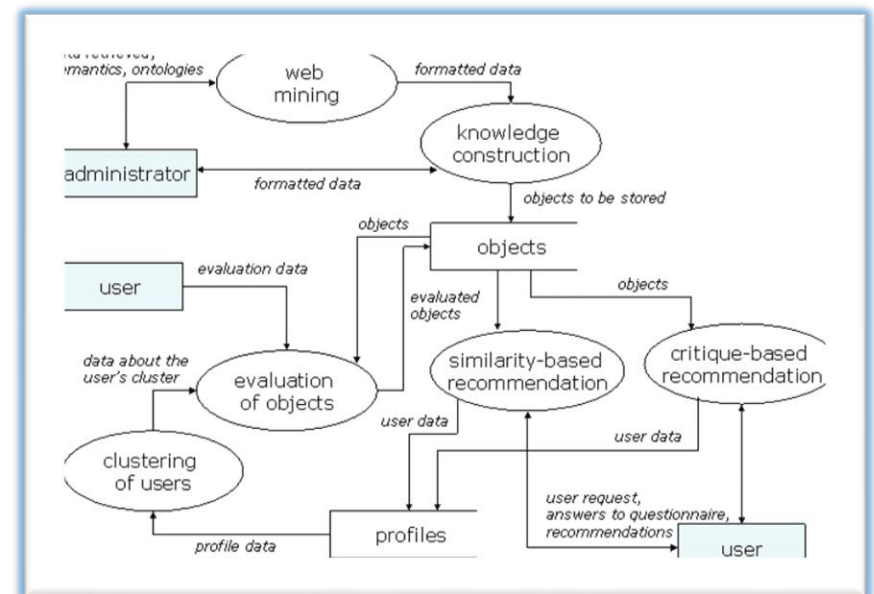 mantics, ontologies
web
mining
formatted data
knowledge
construction
administrator
formatted data
objects to be stored
objects
objects
user
evaluation data
evaluated
objects
objects
data about the
user's cluster
evaluation
of objects
similarity-based
recommendation
critique-based
recommendation
user data
user data
clustering
of users
user request,
answers to questionnaire,
recommendations
profile data
profiles
user